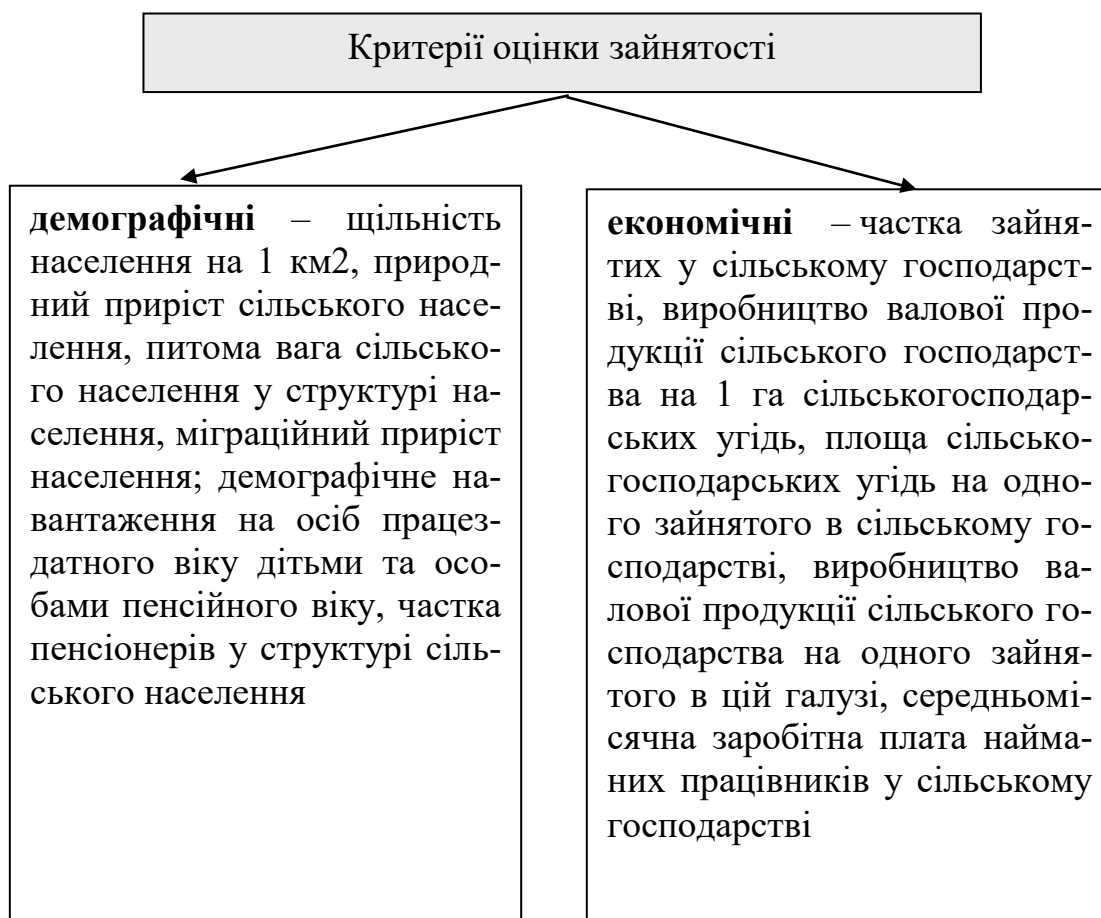 Критерії оцінки зайнятості
демографічні – щільність
населення на 1 км2, природ-
ний приріст сільського насе-
лення, питома вага сільсько-
го населення у структурі на-
селення, міграційний приріст
населення; демографічне на-
вантаження на осіб працез-
датного віку дітьми та осо-
бами пенсійного віку, частка
пенсіонерів у структурі сіль-
ського населення
економічні – частка зайня-
тих у сільському господарст-
ві, виробництво валової про-
дукції сільського господарст-
ва на 1 га сільськогосподар-
ських угідь, площа сільсько-
господарських угідь на одно-
го зайнятого в сільському го-
сподарстві, виробництво ва-
лової продукції сільського го-
сподарства на одного зайня-
того в цій галузі, середньомі-
сячна заробітна плата найма-
них працівників у сільському
господарстві